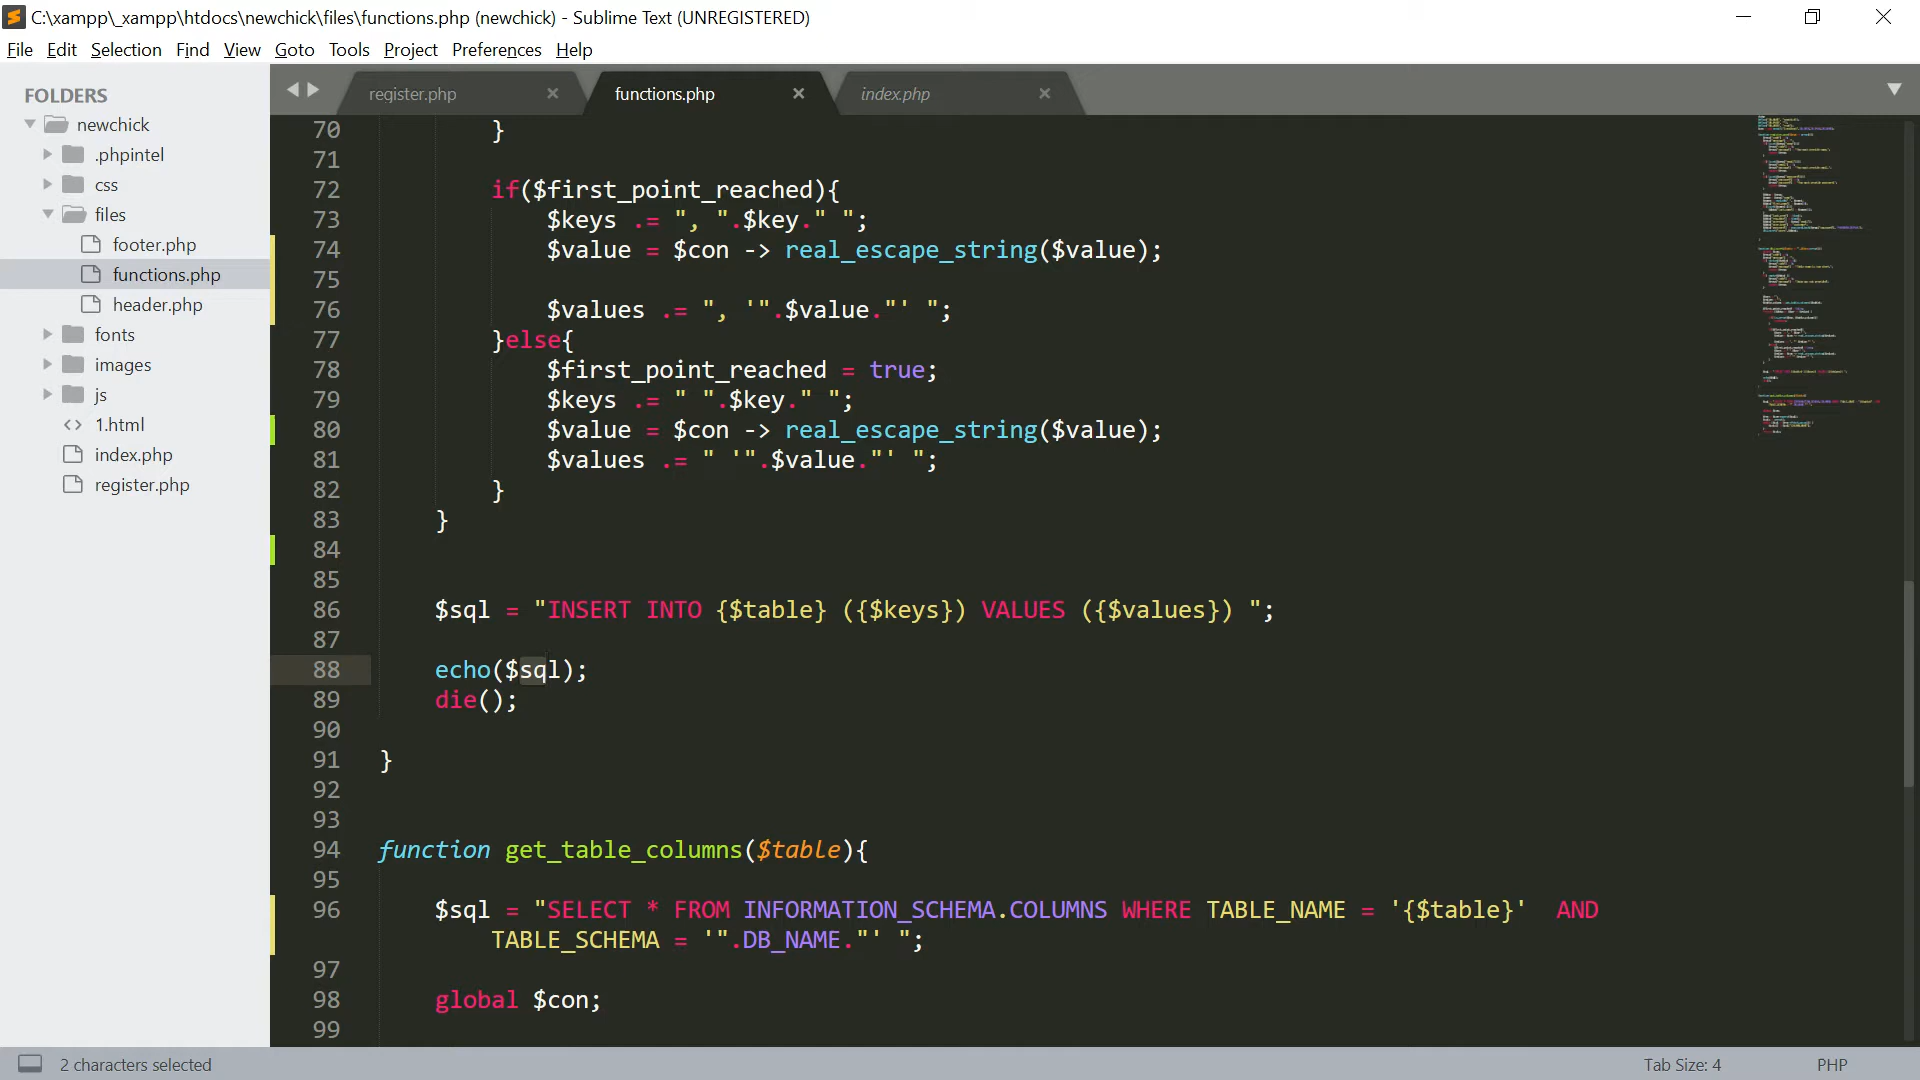 C:\xampp\_xampp\htdocs\newchick\files\functions.php (newchick) - Sublime Text (UNREGISTERED)
File Edit Selection Find View Goto Tools Project Preferences Help
FOLDERS
newchick
.phpintel
css
files
footer.php
functions.php
header.php
fonts
images
js
<> 1.html
index.php
register.php
register.php × functions.php × index.php ×
70 }
71
72 if($first_point_reached){
73 $keys .= ", ".$key." ";
74 $value = $con -> real_escape_string($value);
75
76 $values .= ", '".$value."' ";
77 }else{
78 $first_point_reached = true;
79 $keys .= " ".$key." ";
80 $value = $con -> real_escape_string($value);
81 $values .= " '".$value."' ";
82 }
83 }
84
85
86 $sql = "INSERT INTO {$table} ({$keys}) VALUES ({$values}) ";
87
88 echo($sql);
89 die();
90
91 }
92
93
94 function get_table_columns($table){
95
96 $sql = "SELECT * FROM INFORMATION_SCHEMA.COLUMNS WHERE TABLE_NAME = '{$table}'  AND
TABLE_SCHEMA = '".DB_NAME."' ";
97
98 global $con;
99
2 characters selected
Tab Size: 4
PHP